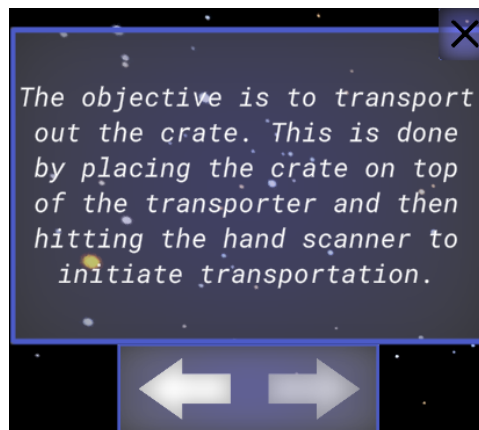 The objective is to transport
out the crate. This is done
by placing the crate on top
of the transporter and then
hitting the hand scanner to
initiate transportation.